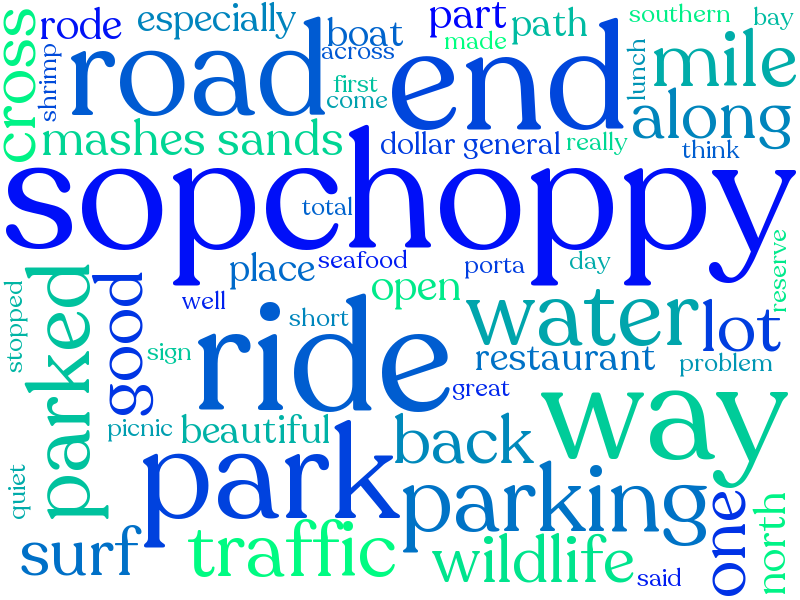 cross
rode
especially
boat
part
path
southern
bay
shrimp
road
across
end
made
lunch
mile
first
come
along
mashes sands
dollar general
really
think
sopchoppy
total
reserve
place
seafood
porta
day
stopped
parked
good
well
open
water
lot
short
ride
sign
restaurant
problem
great
way
picnic
beautiful
back
park
parking
quiet
one
north
surf
traffic
wildlife
said